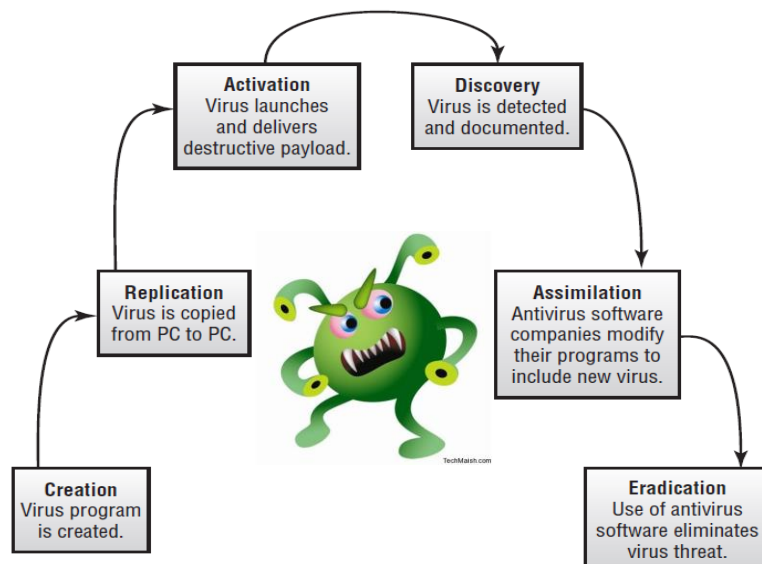 Activation
Virus launches
and delivers
destructive payload.
Discovery
Virus is detected
and documented.
Replication
Virus is copied
from PC to PC.
Assimilation
Antivirus software
companies modify
their programs to
include new virus.
TechMaish.com
Creation
Virus program
is created.
Eradication
Use of antivirus
software eliminates
virus threat.